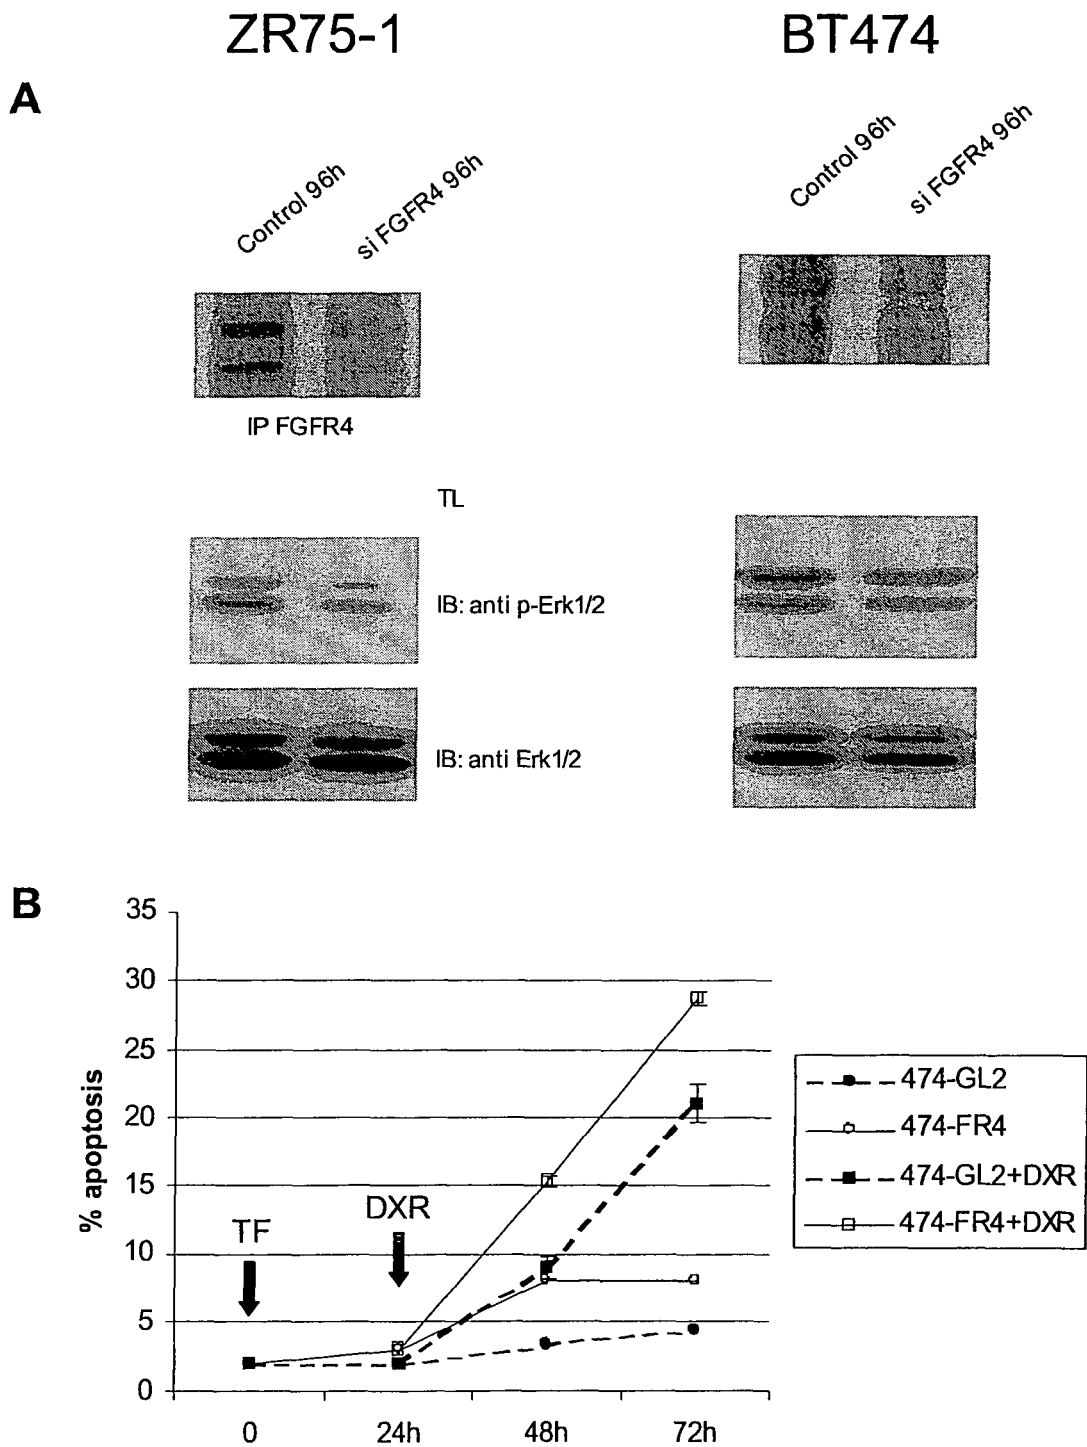 ZR75-1 BT474
A
Control 96h
si FGFR4 96h
Control 96h
si FGFR4 96h
IP FGFR4
TL
IB: anti p-Erk1/2
IB: anti Erk1/2
B
35
30
25
20
15
10
5
0
% apoptosis
TF
DXR
0 24h 48h 72h
474-GL2
474-FR4
474-GL2+DXR
474-FR4+DXR